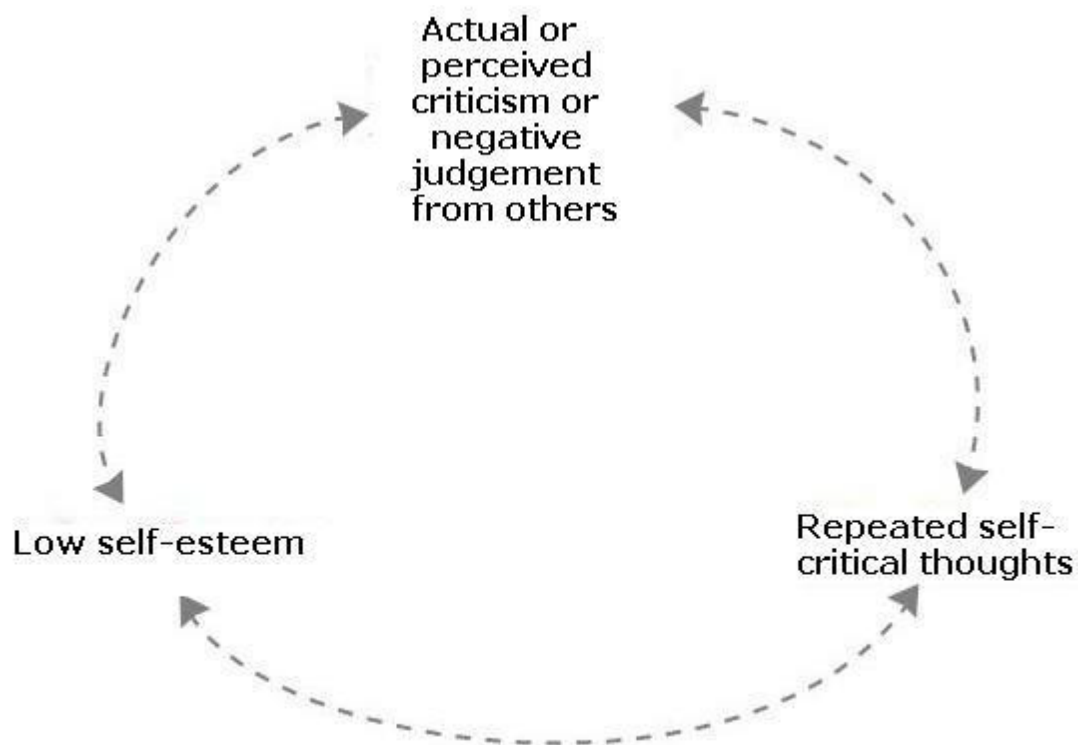 Actual or
perceived
criticism or
negative
judgement
from others
Low self-esteem
Repeated self-
critical thoughts